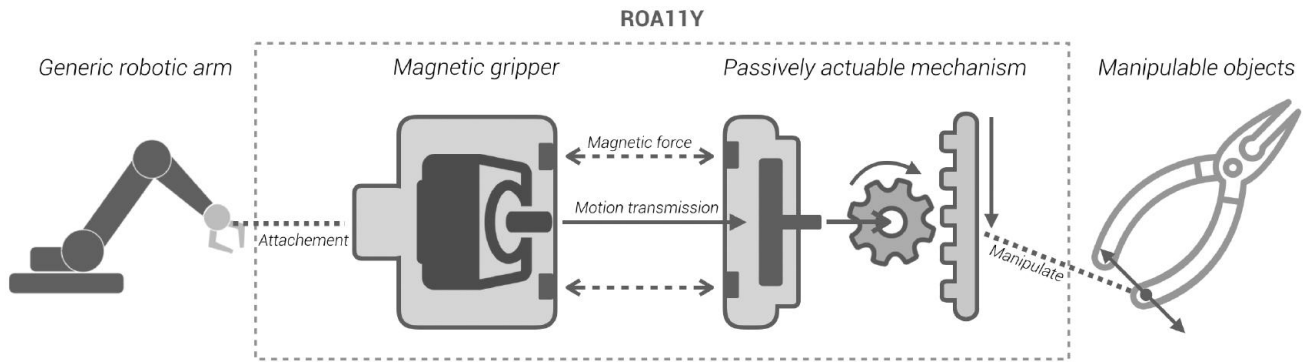 ROA11Y
Generic robotic arm
Magnetic gripper
Passively actuable mechanism
Manipulable objects
Magnetic force
Motion transmission
Attachement
Manipulate